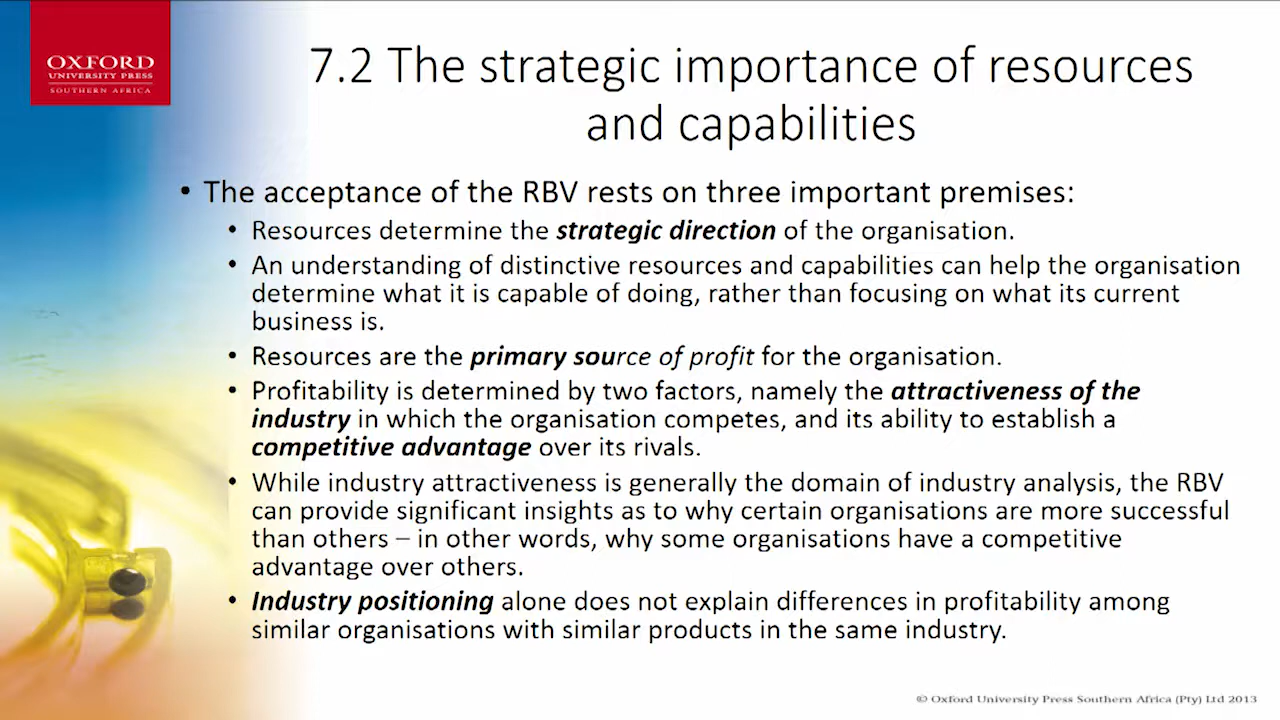 OXFORD
UNIVERSITY PRESS
SOUTHERN AFRICA
7.2 The strategic importance of resources
and capabilities
• The acceptance of the RBV rests on three important premises:
• Resources determine the strategic direction of the organisation.
• An understanding of distinctive resources and capabilities can help the organisation
determine what it is capable of doing, rather than focusing on what its current
business is.
• Resources are the primary source of profit for the organisation.
• Profitability is determined by two factors, namely the attractiveness of the
industry in which the organisation competes, and its ability to establish a
competitive advantage over its rivals.
• While industry attractiveness is generally the domain of industry analysis, the RBV
can provide significant insights as to why certain organisations are more successful
than others – in other words, why some organisations have a competitive
advantage over others.
• Industry positioning alone does not explain differences in profitability among
similar organisations with similar products in the same industry.
© Oxford University Press Southern Africa (Pty) Ltd 2013